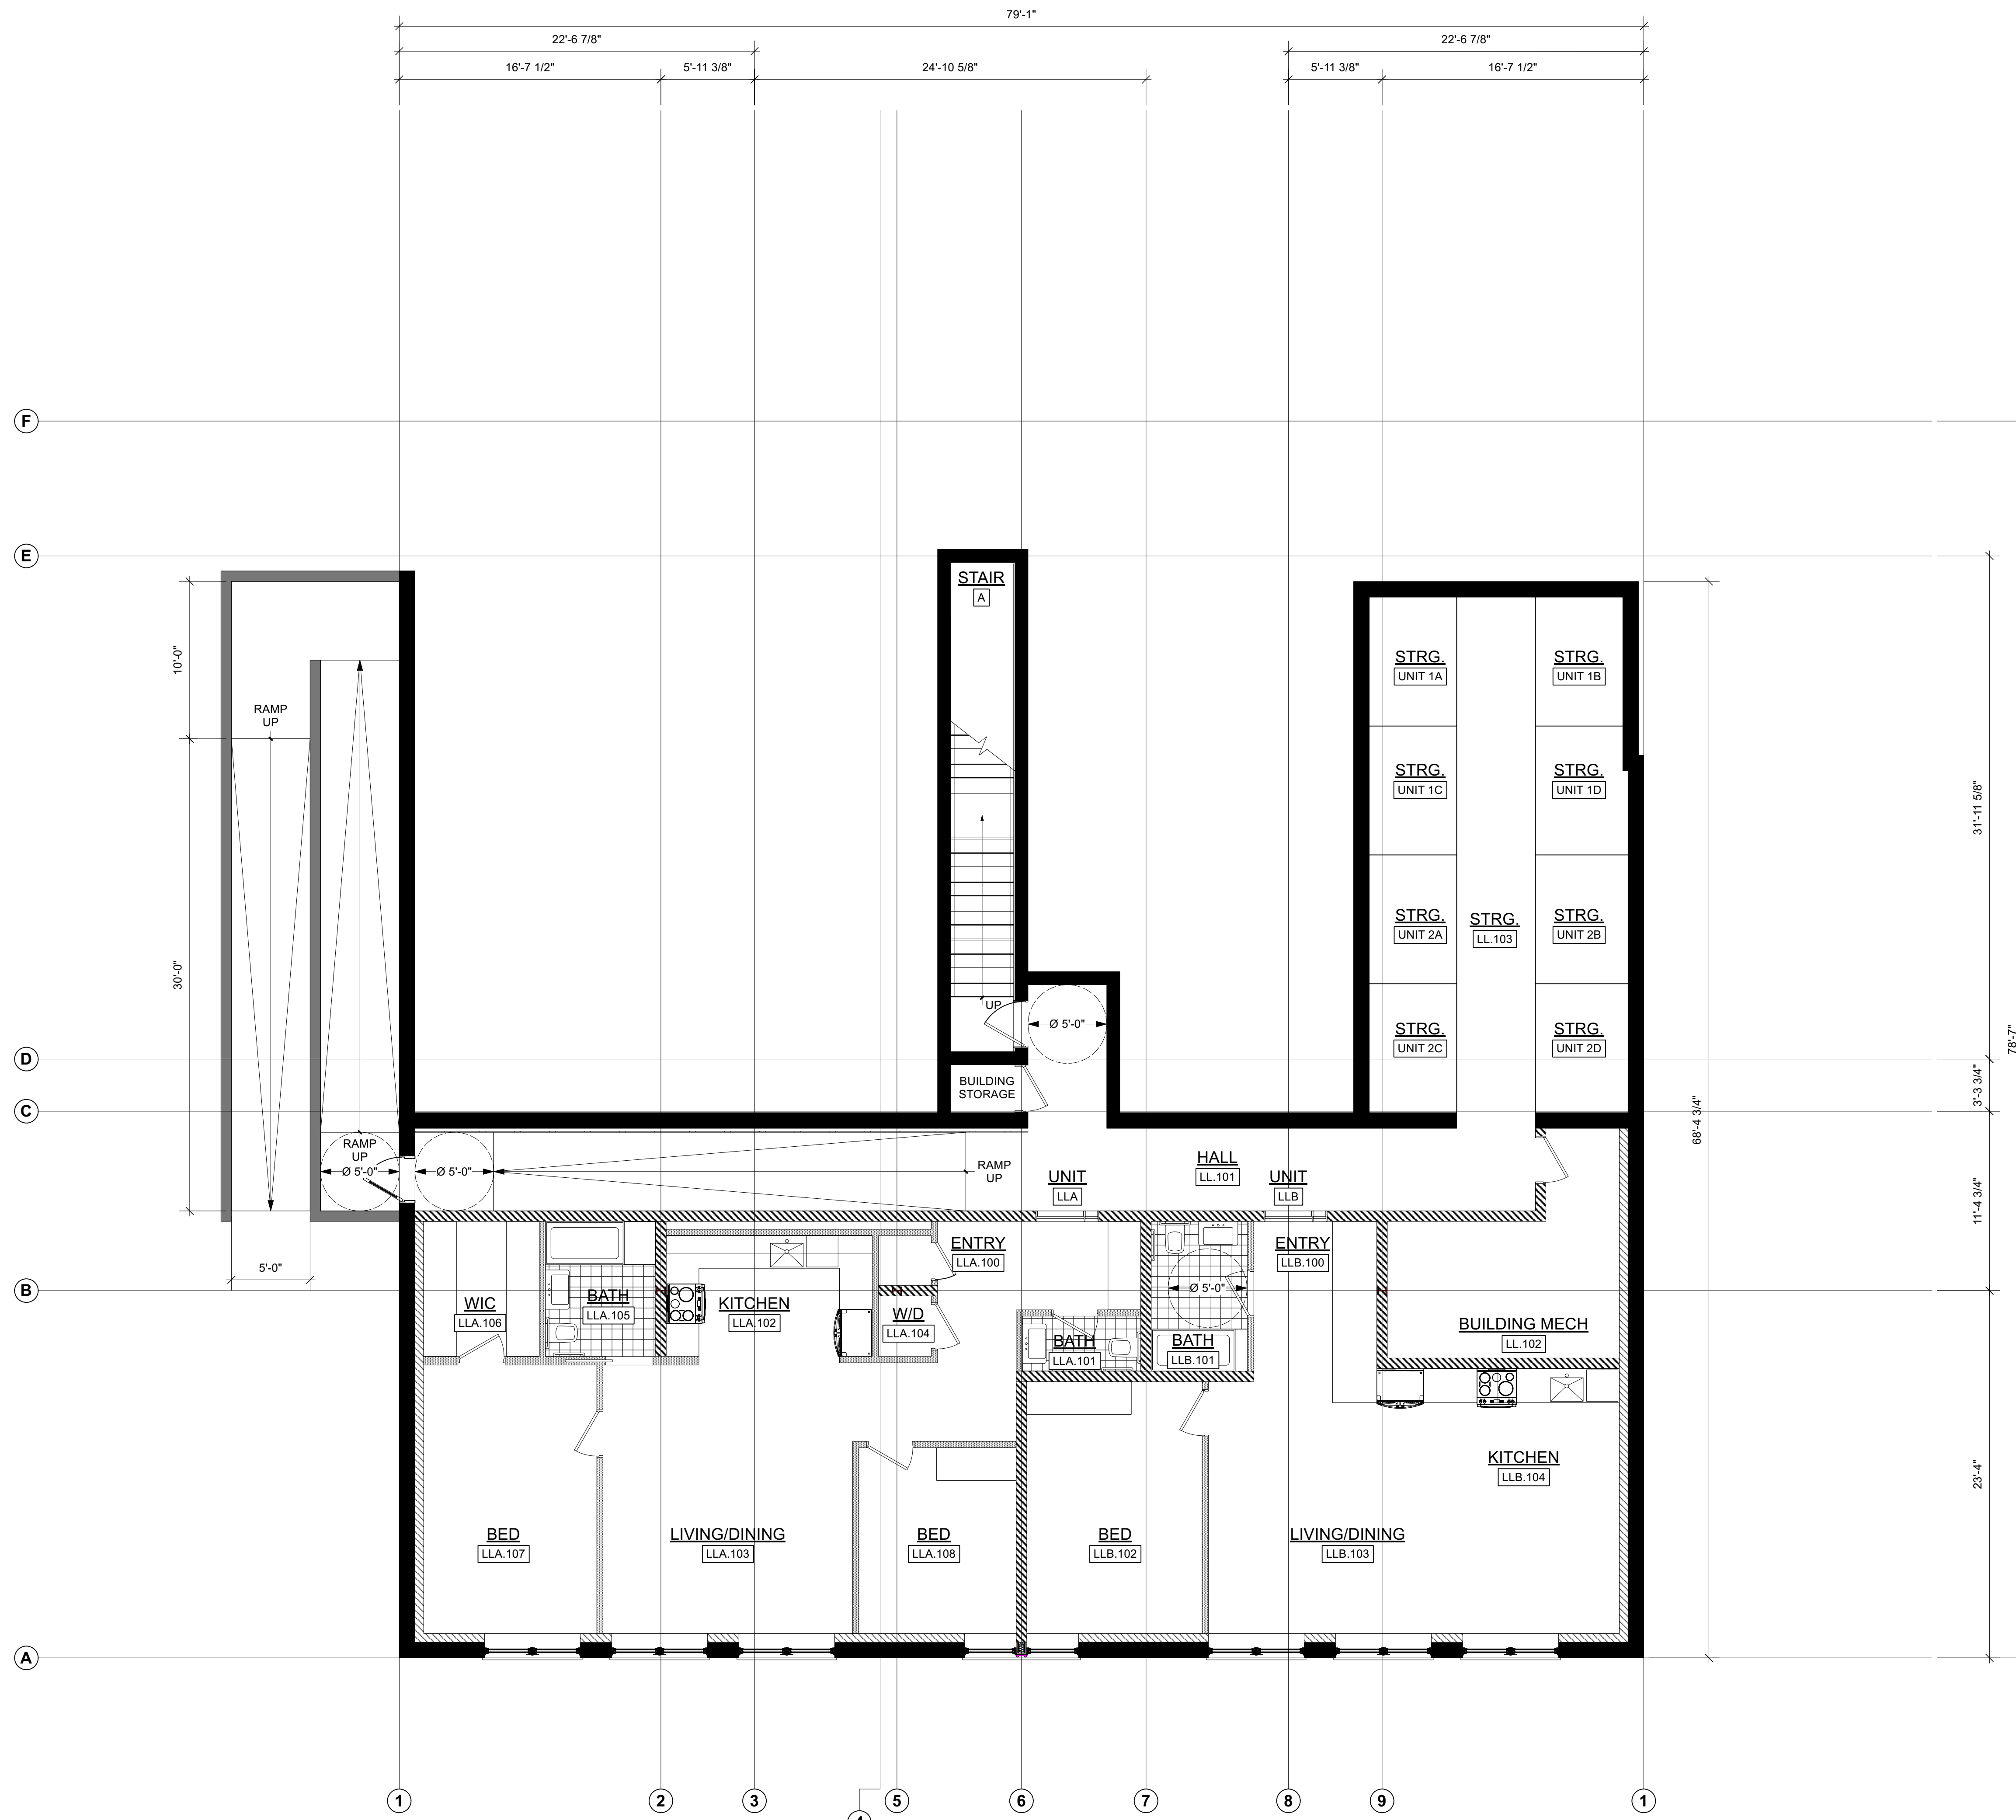 79'-1"
22'-6 7/8"
22'-6 7/8"
16'-7 1/2"
5'-11 3/8"
24'-10 5/8"
5'-11 3/8"
16'-7 1/2"
F
E
STAIR
A
10'-0"
STRG.
UNIT 1A
STRG.
UNIT 1B
RAMP
UP
STRG.
UNIT 1C
STRG.
UNIT 1D
31'-11 5/8"
STRG.
UNIT 2A
STRG.
LL.103
STRG.
UNIT 2B
30'-0"
UP
Ø 5'-0"
STRG.
UNIT 2C
STRG.
UNIT 2D
78'-7"
D
BUILDING
STORAGE
3'-3 3/4"
C
68'-4 3/4"
RAMP
UP
Ø 5'-0"
Ø 5'-0"
RAMP
UP
UNIT
LLA
HALL
LL.101
UNIT
LLB
11'-4 3/4"
ENTRY
LLA.100
ENTRY
LLB.100
5'-0"
B
WIC
LLA.106
BATH
LLA.105
KITCHEN
LLA.102
W/D
LLA.104
Ø 5'-0"
BATH
LLA.101
BATH
LLB.101
BUILDING MECH
LL.102
KITCHEN
LLB.104
23'-4"
BED
LLA.107
LIVING/DINING
LLA.103
BED
LLA.108
BED
LLB.102
LIVING/DINING
LLB.103
A
1
2
3
5
6
7
8
9
1